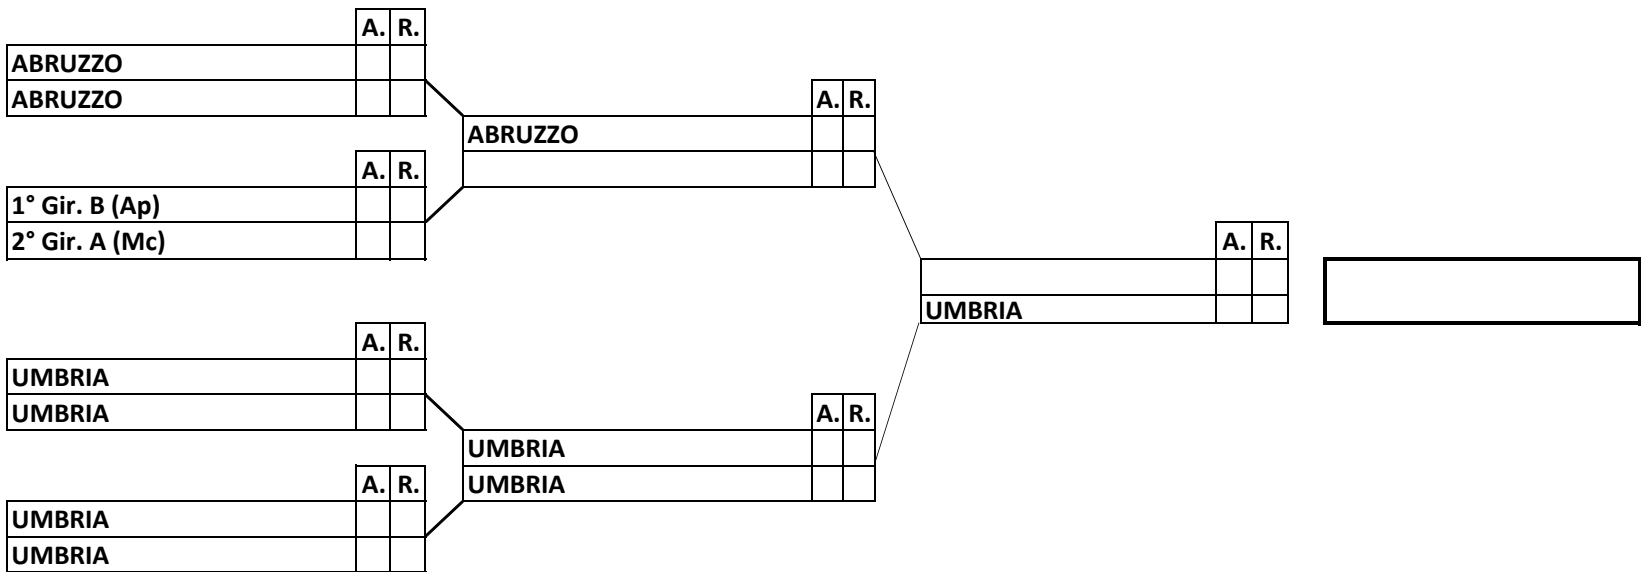 A. R.
ABRUZZO
ABRUZZO
A. R.
ABRUZZO
A. R.
1° Gir. B (Ap)
2° Gir. A (Mc)
A. R.
UMBRIA
A. R.
UMBRIA
UMBRIA
A. R.
UMBRIA
UMBRIA
A. R.
UMBRIA
UMBRIA